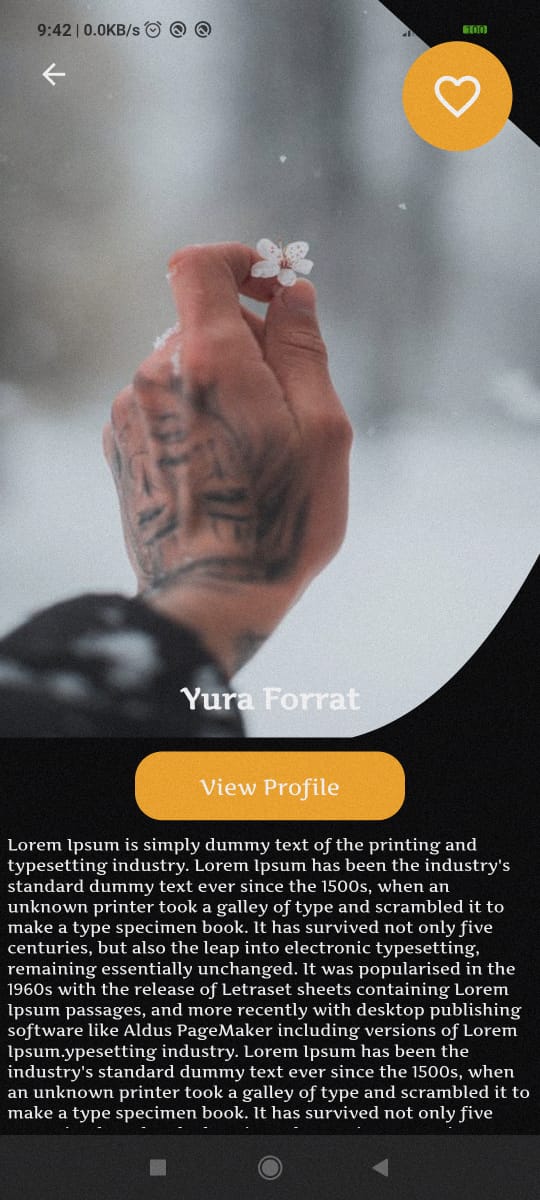 9:42 | 0.0KB/s
100
Yura Forrat
View Profile
Lorem Ipsum is simply dummy text of the printing and
typesetting industry. Lorem Ipsum has been the industry's
standard dummy text ever since the 1500s, when an
unknown printer took a galley of type and scrambled it to
make a type specimen book. It has survived not only five
centuries, but also the leap into electronic typesetting,
remaining essentially unchanged. It was popularised in the
1960s with the release of Letraset sheets containing Lorem
Ipsum passages, and more recently with desktop publishing
software like Aldus PageMaker including versions of Lorem
Ipsum.ypesetting industry. Lorem Ipsum has been the
industry's standard dummy text ever since the 1500s, when
an unknown printer took a galley of type and scrambled it to
make a type specimen book. It has survived not only five